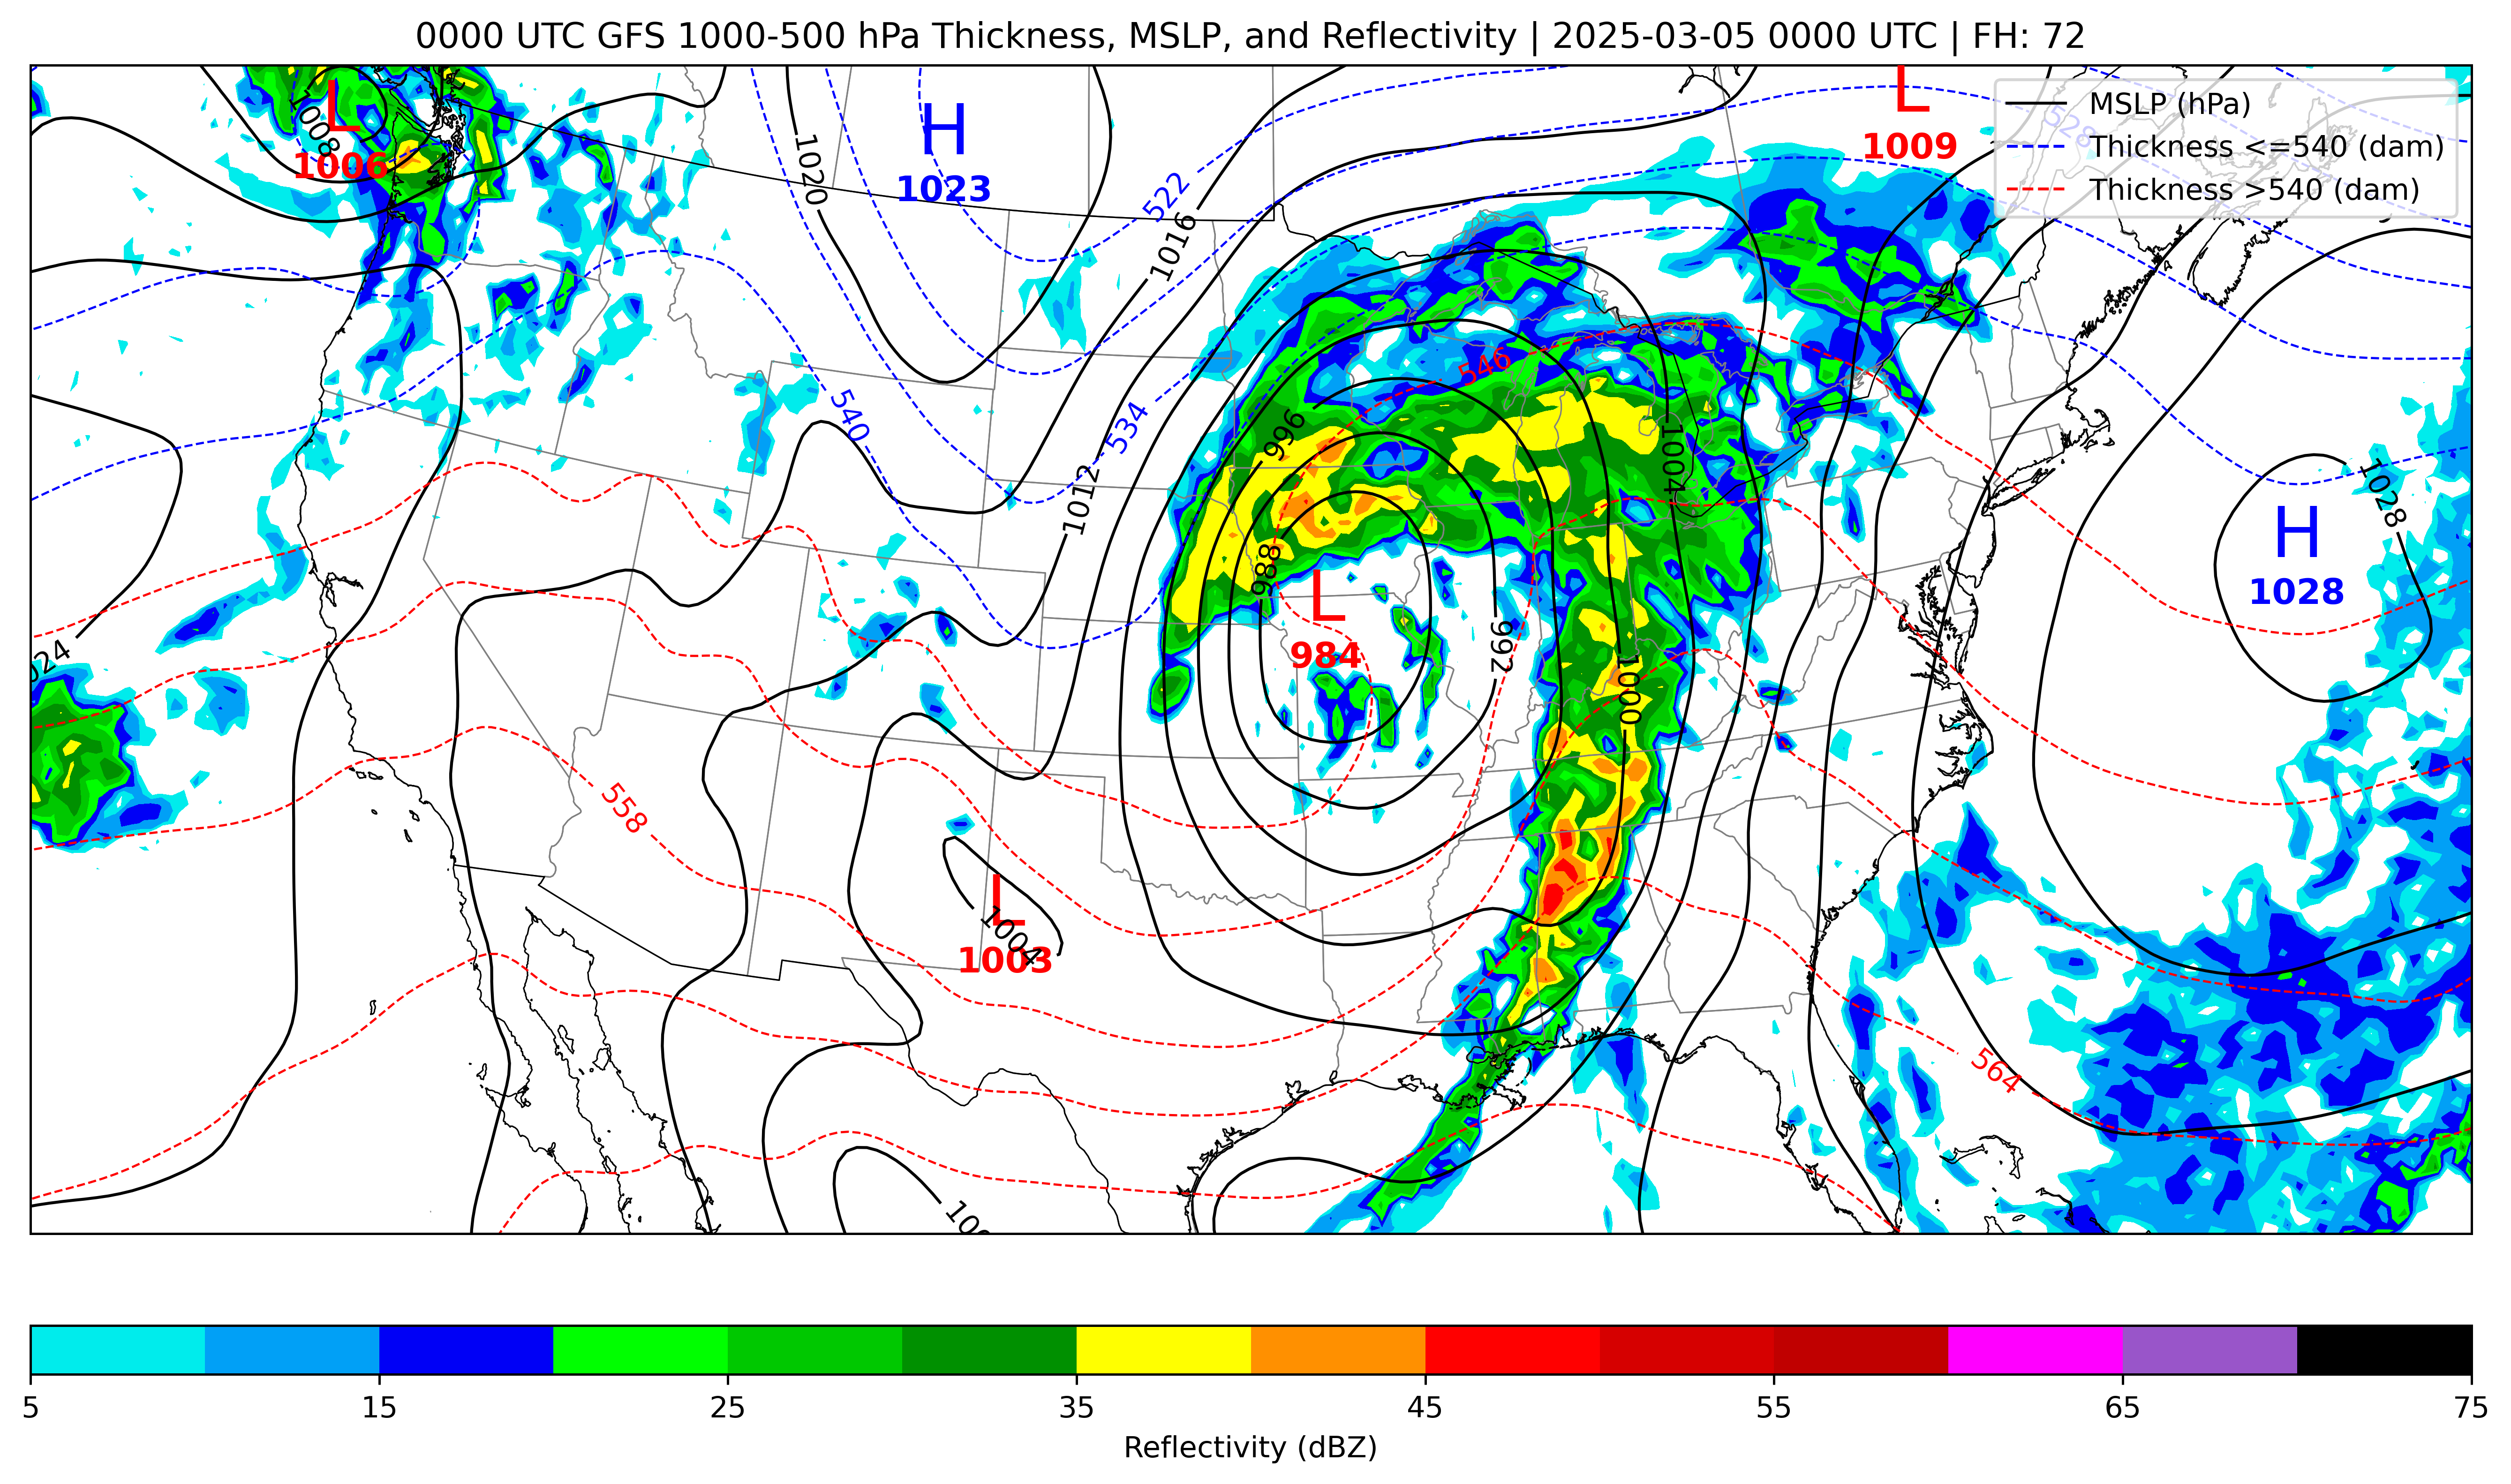 0000 UTC GFS 1000-500 hPa Thickness, MSLP, and Reflectivity | 2025-03-05 0000 UTC | FH: 72
MSLP (hPa)
Thickness <=540 (dam)
Thickness >540 (dam)
L
1006
1008
H
1023
1020
522
1016
L
1009
528
546
540
534
996
1004
1012
988
L
984
992
1000
H
1028
1028
558
L
1003
1004
564
5 15 25 35 45 55 65 75
Reflectivity (dBZ)